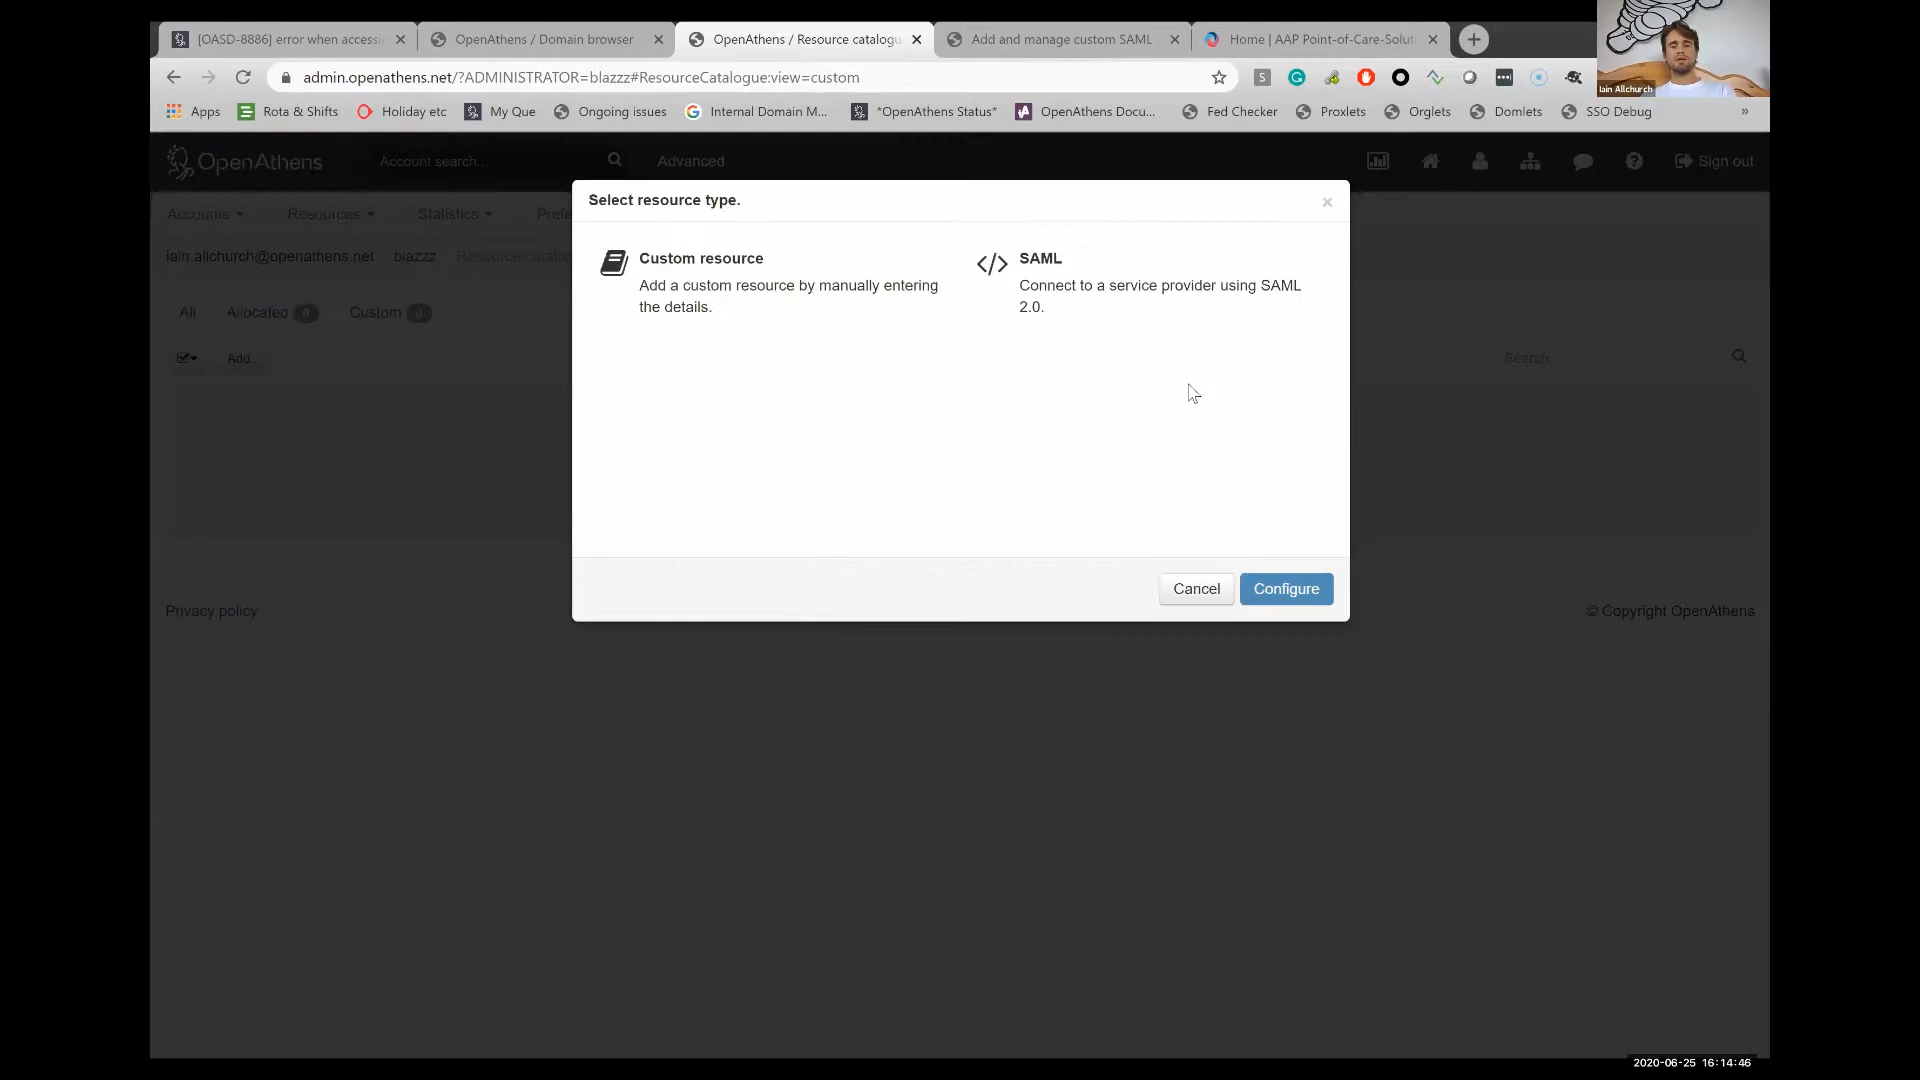 [OASD-8886] error when accessi
OpenAthens / Domain browser
OpenAthens / Resource catalogu
Add and manage custom SAML
Home | AAP Point-of-Care-Solut
admin.openathens.net/?ADMINISTRATOR=blazzz#ResourceCatalogue:view=custom
Iain Allchurch
Apps
Rota & Shifts
Holiday etc
My Que
Ongoing issues
Internal Domain M...
*OpenAthens Status*
OpenAthens Docu...
Fed Checker
Proxlets
Orglets
Domlets
SSO Debug
»
OpenAthens
Account search...
Advanced
Sign out
Accounts
Resources
Statistics
Prefe
Select resource type.
iain.allchurch@openathens.net
blazzz
Custom resource
Add a custom resource by manually entering
the details.
SAML
Connect to a service provider using SAML
2.0.
All
Allocated 0
Custom 0
Add..
Search
Cancel
Configure
Privacy policy
© Copyright OpenAthens
2020-06-25 16:14:46